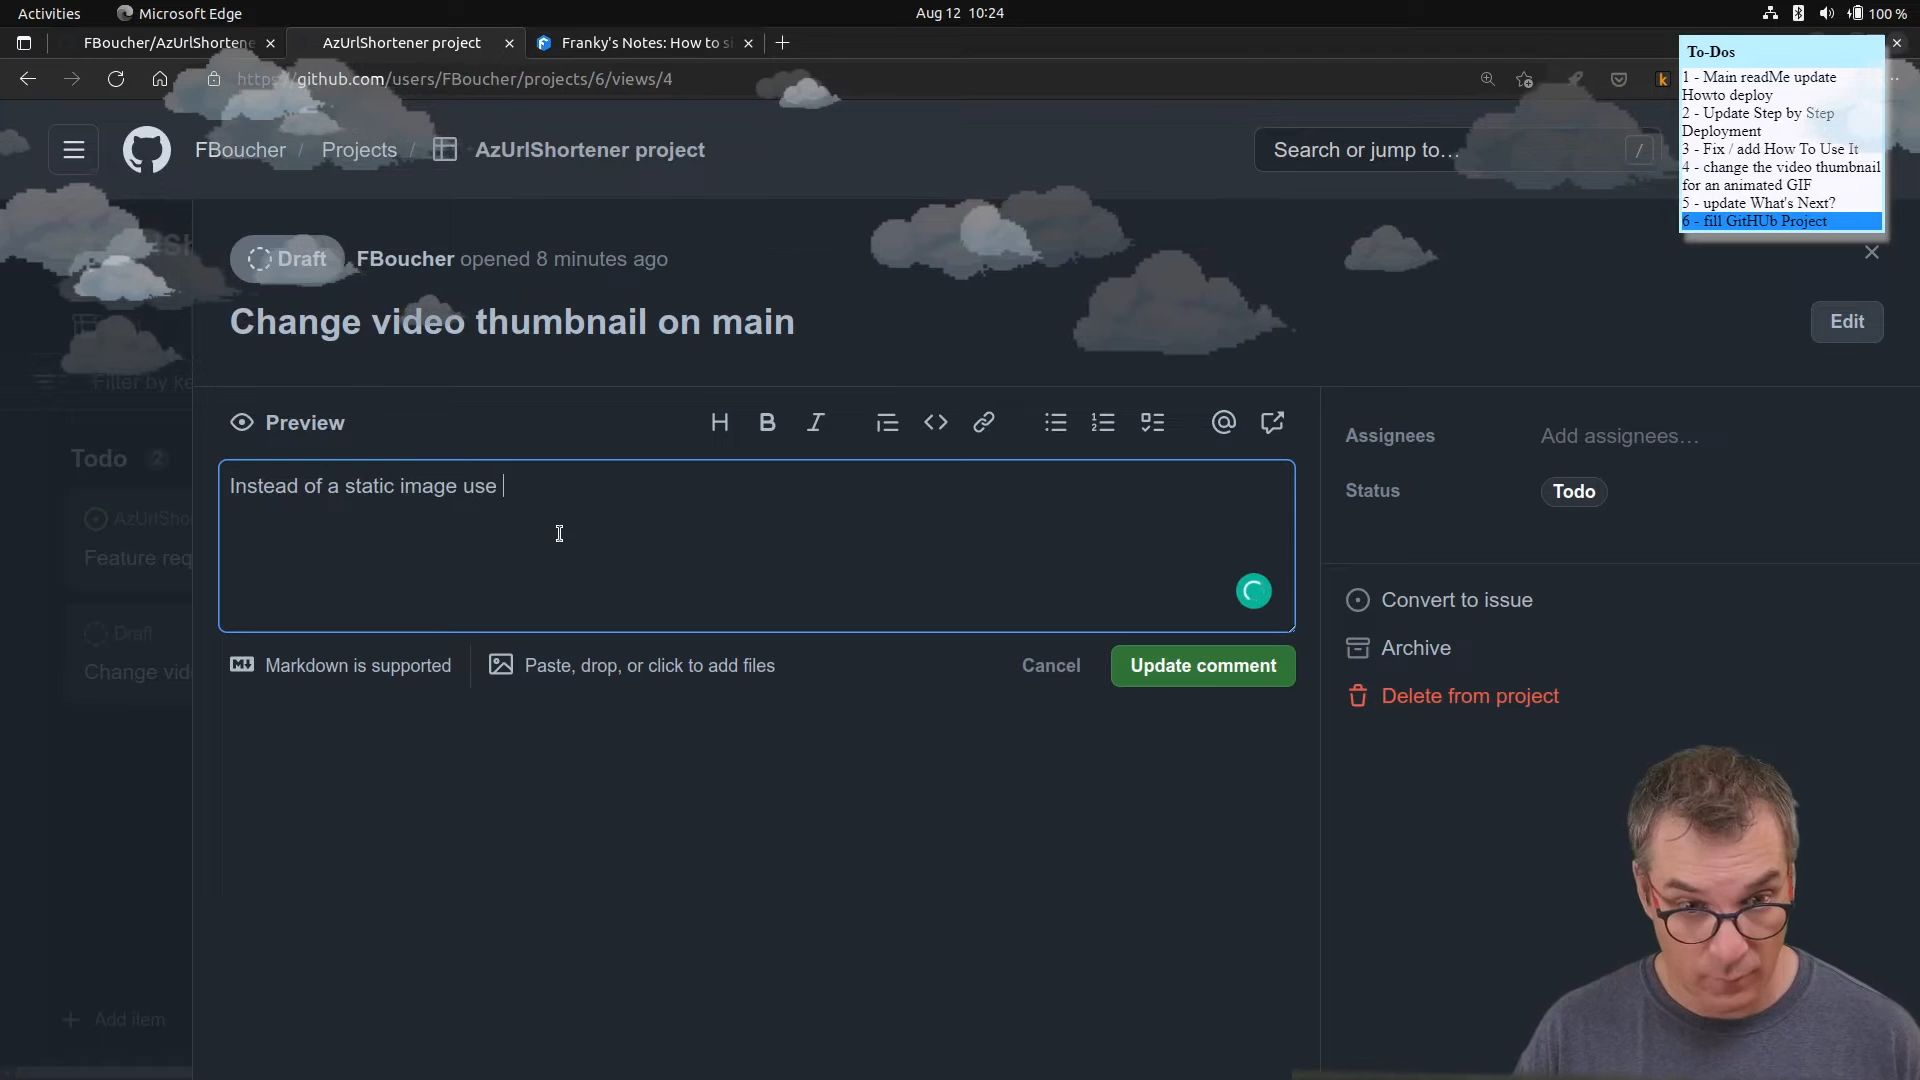 Activities
Microsoft Edge
Aug 12 10:24
100 %
FBoucher/AzUrlShortene
AzUrlShortener project
Franky's Notes: How to s
https://github.com/users/FBoucher/projects/6/views/4
To-Dos
1 - Main readMe update
Howto deploy
2 - Update Step by Step
Deployment
3 - Fix / add How To Use It
4 - change the video thumbnail
for an animated GIF
5 - update What's Next?
6 - fill GitHUb Project
FBoucher / Projects / AzUrlShortener project
Search or jump to…
/
Draft
FBoucher opened 8 minutes ago
Change video thumbnail on main
Edit
Filter by ke
Preview
Assignees
Add assignees…
Todo 2
Instead of a static image use
Status
Todo
AzUrlShor
Feature req
Convert to issue
Draft
Archive
Markdown is supported
Paste, drop, or click to add files
Cancel
Update comment
Change vid
Delete from project
Add item